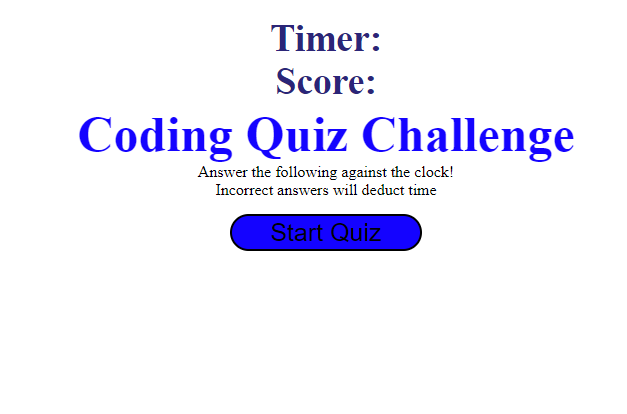 Timer:
Score:
Coding Quiz Challenge
Answer the following against the clock!
Incorrect answers will deduct time
Start Quiz